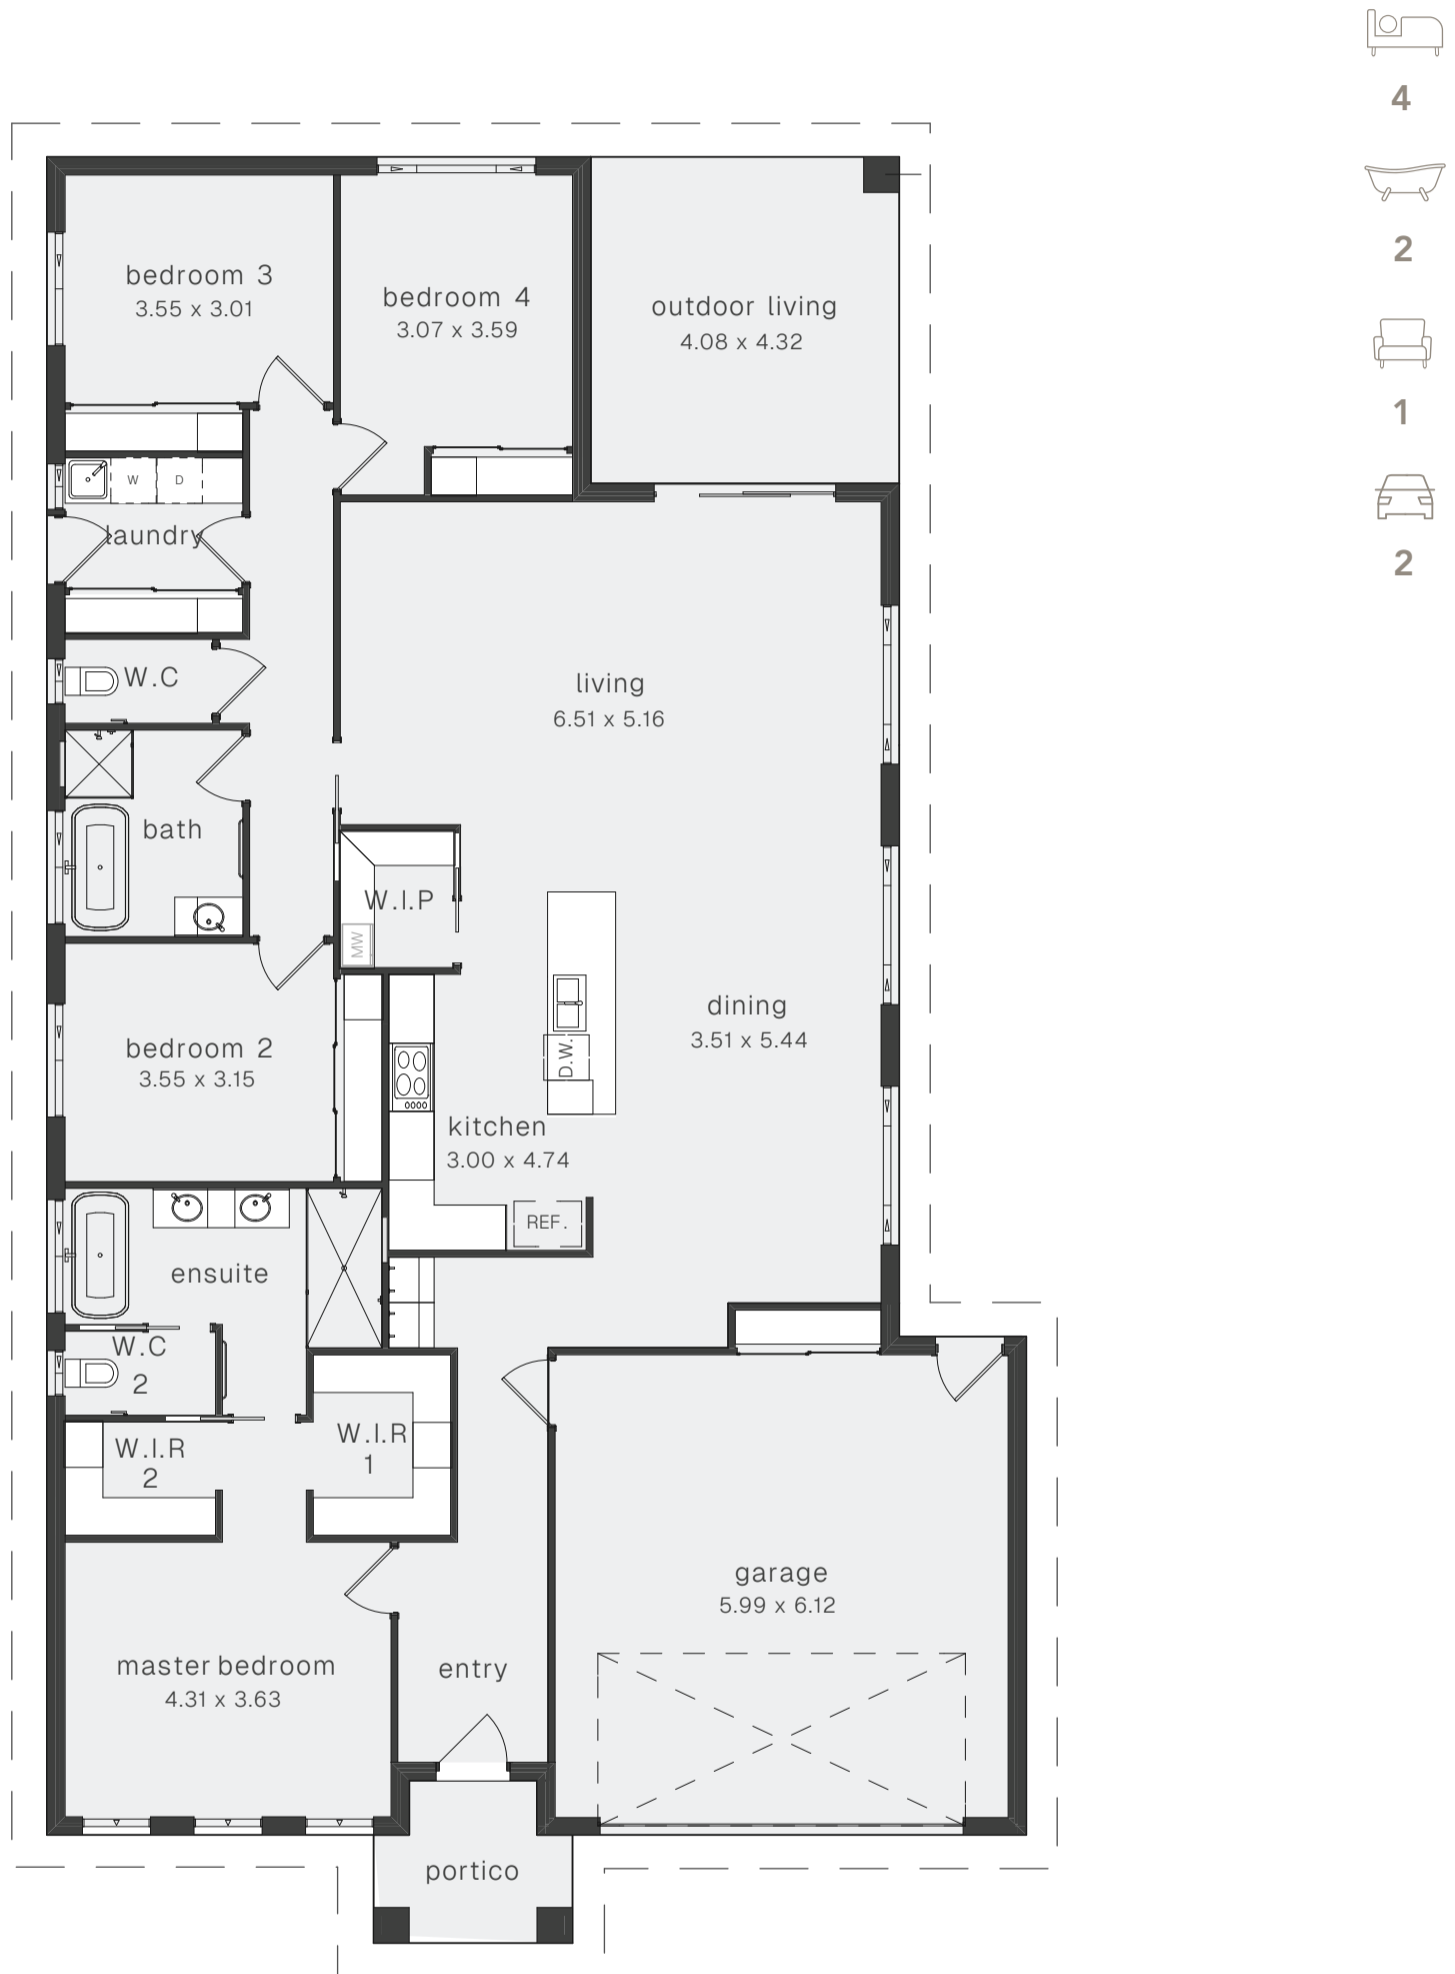 4
2
1
2
bedroom 3
3.55 x 3.01
bedroom 4
3.07 x 3.59
outdoor living
4.08 x 4.32
W
D
laundry
W.C
living
6.51 x 5.16
bath
W.I.P
MW
dining
3.51 x 5.44
D.W.
bedroom 2
3.55 x 3.15
kitchen
3.00 x 4.74
REF.
ensuite
W.C
2
W.I.R
2
W.I.R
1
garage
5.99 x 6.12
master bedroom
4.31 x 3.63
entry
portico